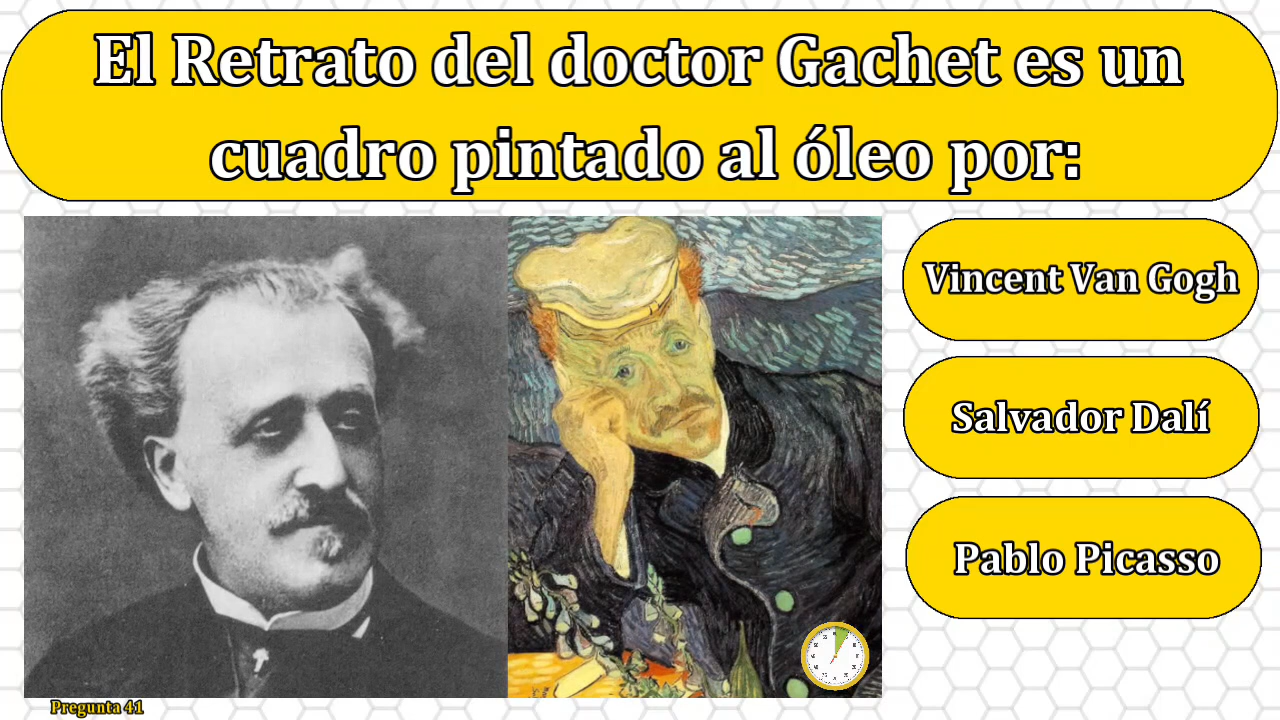 El Retrato del doctor Gachet es un
cuadro pintado al óleo por:
Vincent Van Gogh
Salvador Dalí
Pablo Picasso
Pregunta 41